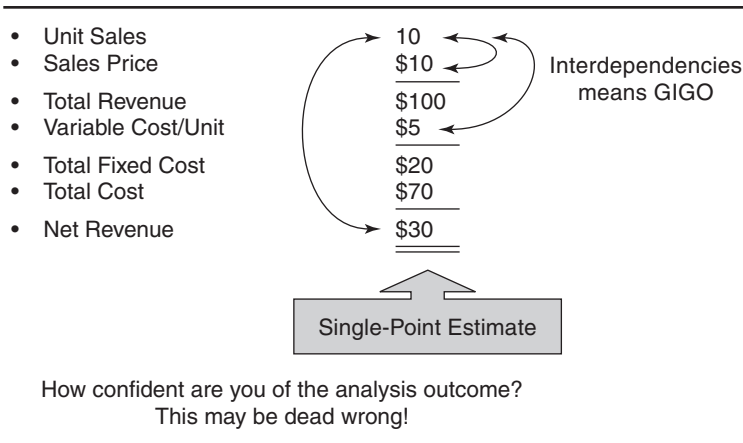 • Unit Sales 10
• Sales Price $10
Interdependencies
means GIGO
• Total Revenue $100
• Variable Cost/Unit $5
• Total Fixed Cost $20
• Total Cost $70
• Net Revenue $30
Single-Point Estimate
How confident are you of the analysis outcome?
This may be dead wrong!